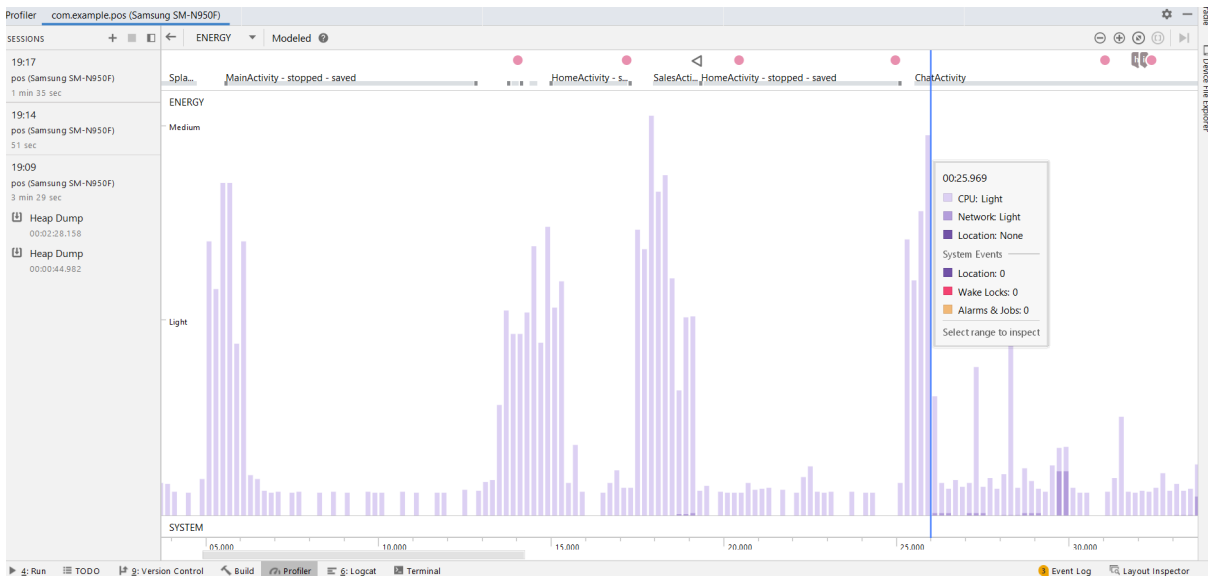 Profiler com.example.pos (Samsung SM-N950F)
SESSIONS ENERGY Modeled
19:17
pos (Samsung SM-N950F)
1 min 35 sec
19:14
pos (Samsung SM-N950F)
51 sec
19:09
pos (Samsung SM-N950F)
3 min 29 sec
Heap Dump
00:02:28.158
Heap Dump
00:00:44.982
Spla... MainActivity - stopped - saved HomeActivity - s... SalesActi... HomeActivity - stopped - saved ChatActivity
ENERGY
Medium
Light
00:25.969
CPU: Light
Network: Light
Location: None
System Events
Location: 0
Wake Locks: 0
Alarms & Jobs: 0
Select range to inspect
SYSTEM
05.000 10.000 15.000 20.000 25.000 30.000
Device File Explorer
4: Run TODO 9: Version Control Build Profiler 6: Logcat Terminal 3 Event Log Layout Inspector